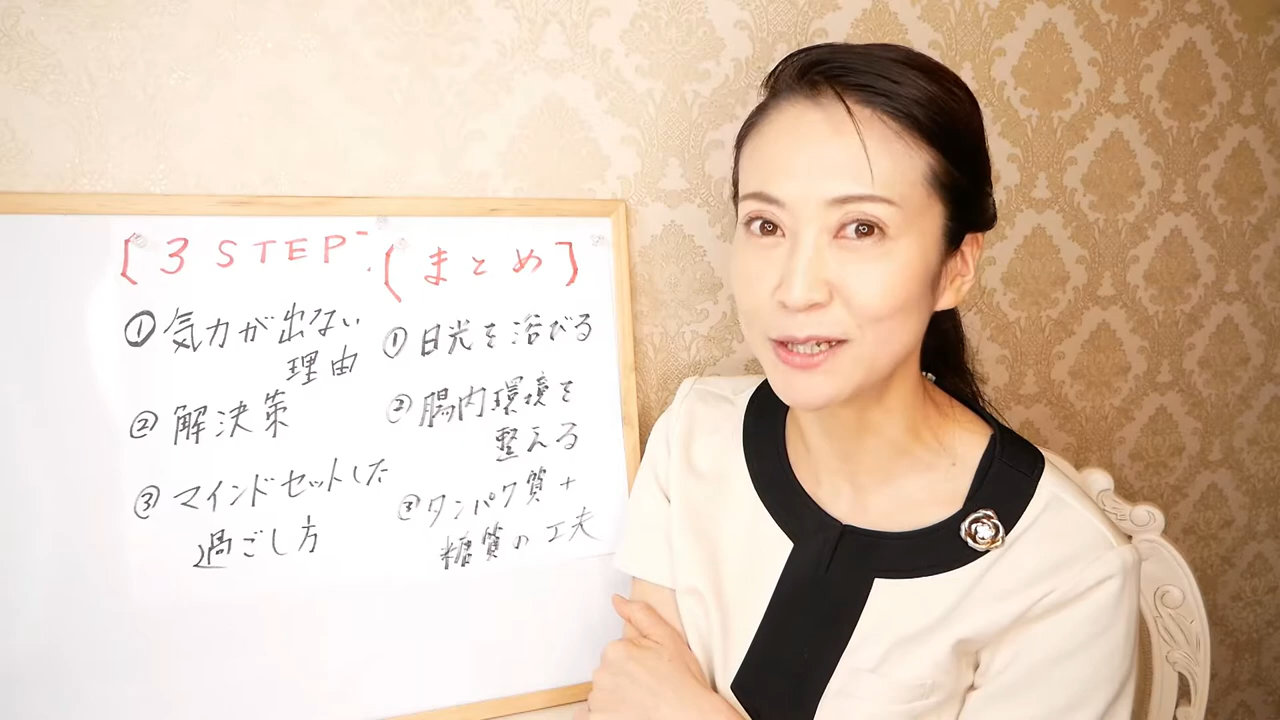 [3 STEP]
①気力が出ない
理由
②解決策
③マインドセットした
過ごし方
[まとめ]
①日光を浴びる
②腸内環境を
整える
③タンパク質+
糖質の工夫